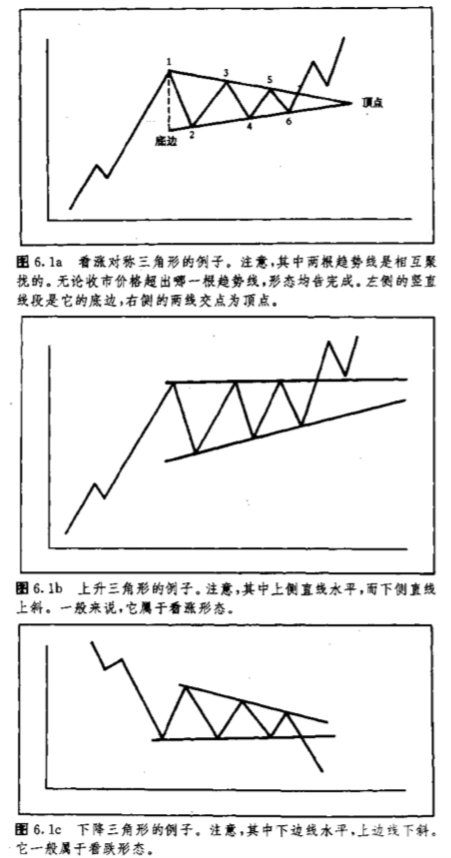 1
3
5
7
顶点
底边
2
4
6
图 6.1a 看涨对称三角形的例子。注意,其中两根趋势线是相互聚
扰的。无论收市价格超出哪一根趋势线,形态均告完成。左侧的竖直
线段是它的底边,右侧的两线交点为顶点。
图 6.1b 上升三角形的例子。注意,其中上侧直线水平,而下侧直线
上斜。一般来说,它属于看涨形态。
图 6.1c 下降三角形的例子。注意,其中下边线水平,上边线下斜。
它一般属于看跌形态。